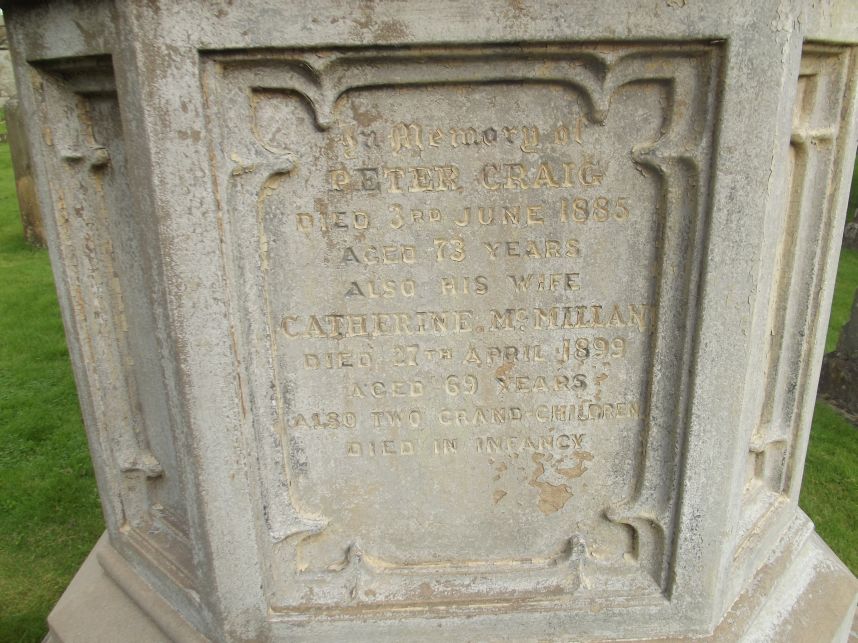 In Memory of
PETER CRAIG
DIED 3RD JUNE 1885
AGED 73 YEARS
ALSO HIS WIFE
CATHERINE McMILLAN
DIED 27TH APRIL 1899
AGED 69 YEARS
ALSO TWO GRAND-CHILDREN
DIED IN INFANCY